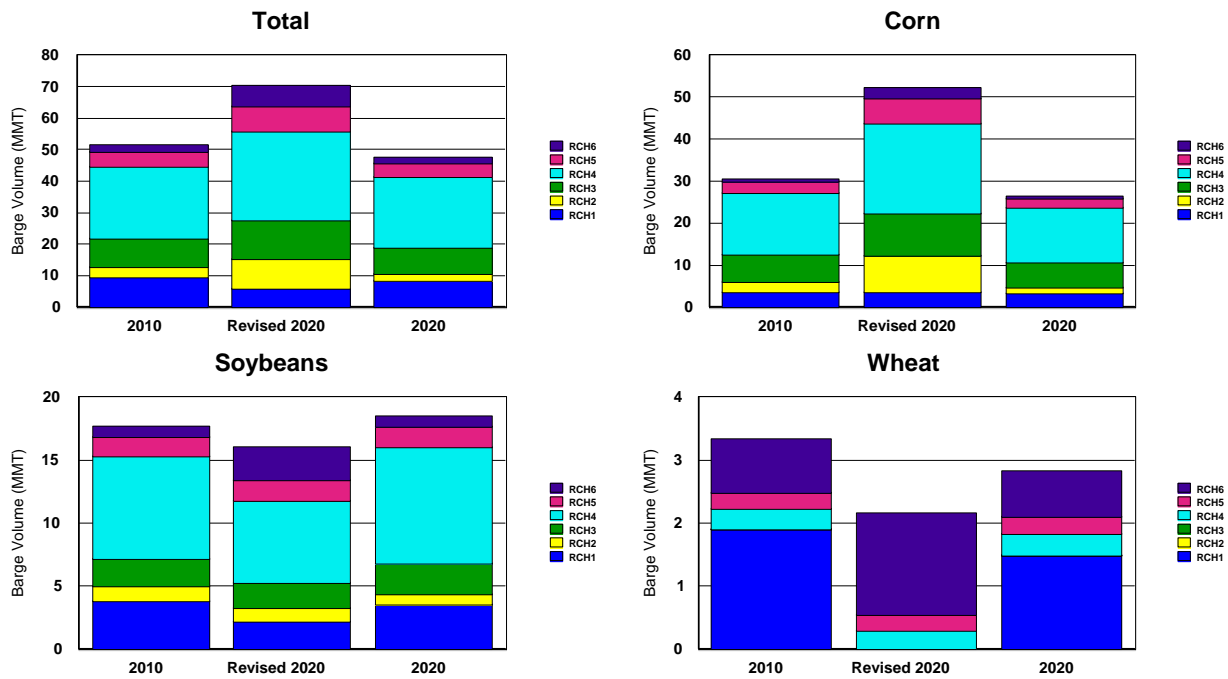 Total
Barge Volume (MMT)
80
70
60
50
40
30
20
10
0
2010
Revised 2020
2020
RCH6
RCH5
RCH4
RCH3
RCH2
RCH1
Corn
Barge Volume (MMT)
60
50
40
30
20
10
0
2010
Revised 2020
2020
RCH6
RCH5
RCH4
RCH3
RCH2
RCH1
Soybeans
Barge Volume (MMT)
20
15
10
5
0
2010
Revised 2020
2020
RCH6
RCH5
RCH4
RCH3
RCH2
RCH1
Wheat
Barge Volume (MMT)
4
3
2
1
0
2010
Revised 2020
2020
RCH6
RCH5
RCH4
RCH3
RCH2
RCH1